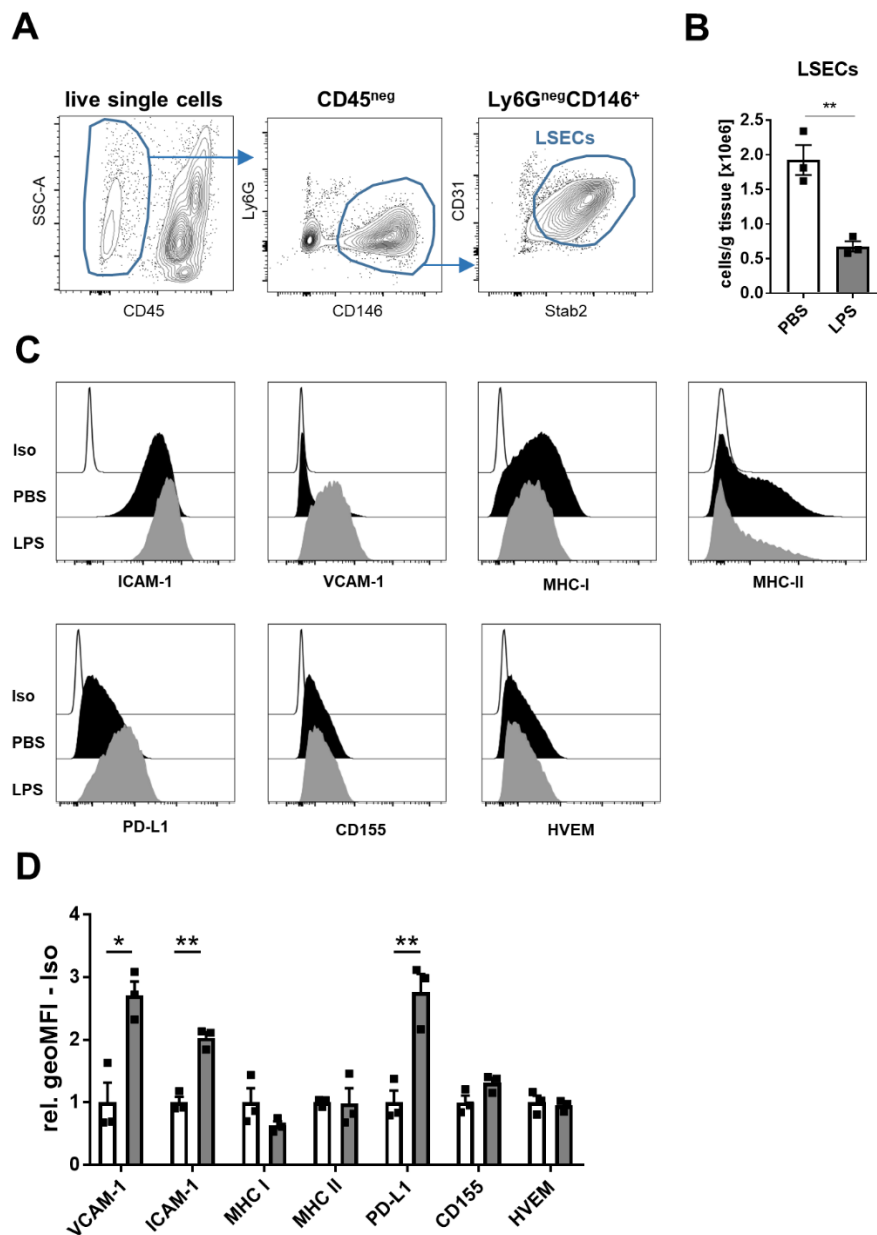 A
live single cells
CD45neg
Ly6GnegCD146+
SSC-A
CD45
Ly6G
CD146
LSECs
CD31
Stab2
B
LSECs
**
cells/g tissue [x10e6]
2.5
2.0
1.5
1.0
0.5
0.0
PBS
LPS
C
Iso
PBS
LPS
ICAM-1
VCAM-1
MHC-I
MHC-II
Iso
PBS
LPS
PD-L1
CD155
HVEM
D
rel. geoMFI - Iso
4
3
2
1
0
*
**
**
VCAM-1
ICAM-1
MHC I
MHC II
PD-L1
CD155
HVEM